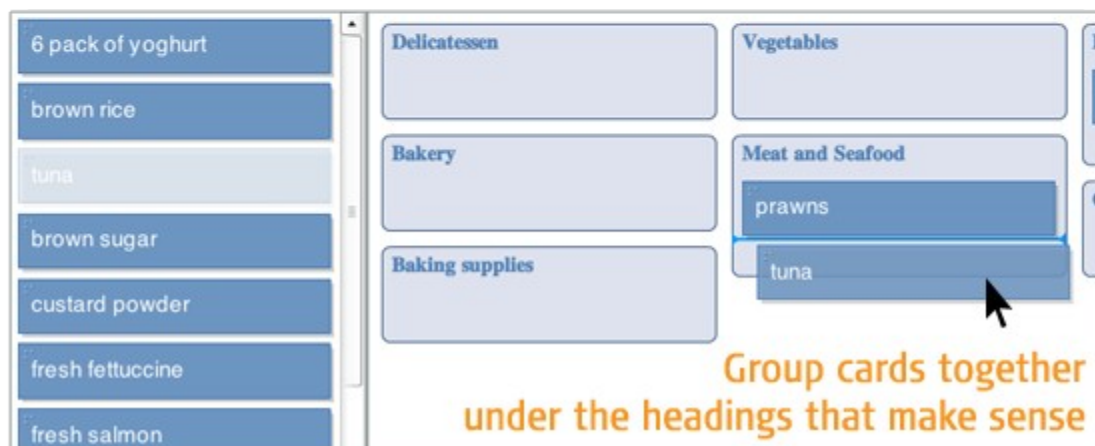 6 pack of yoghurt
brown rice
tuna
brown sugar
custard powder
fresh fettuccine
fresh salmon
Delicatessen
Vegetables
Bakery
Meat and Seafood
prawns
tuna
Baking supplies
Group cards together
under the headings that make sense